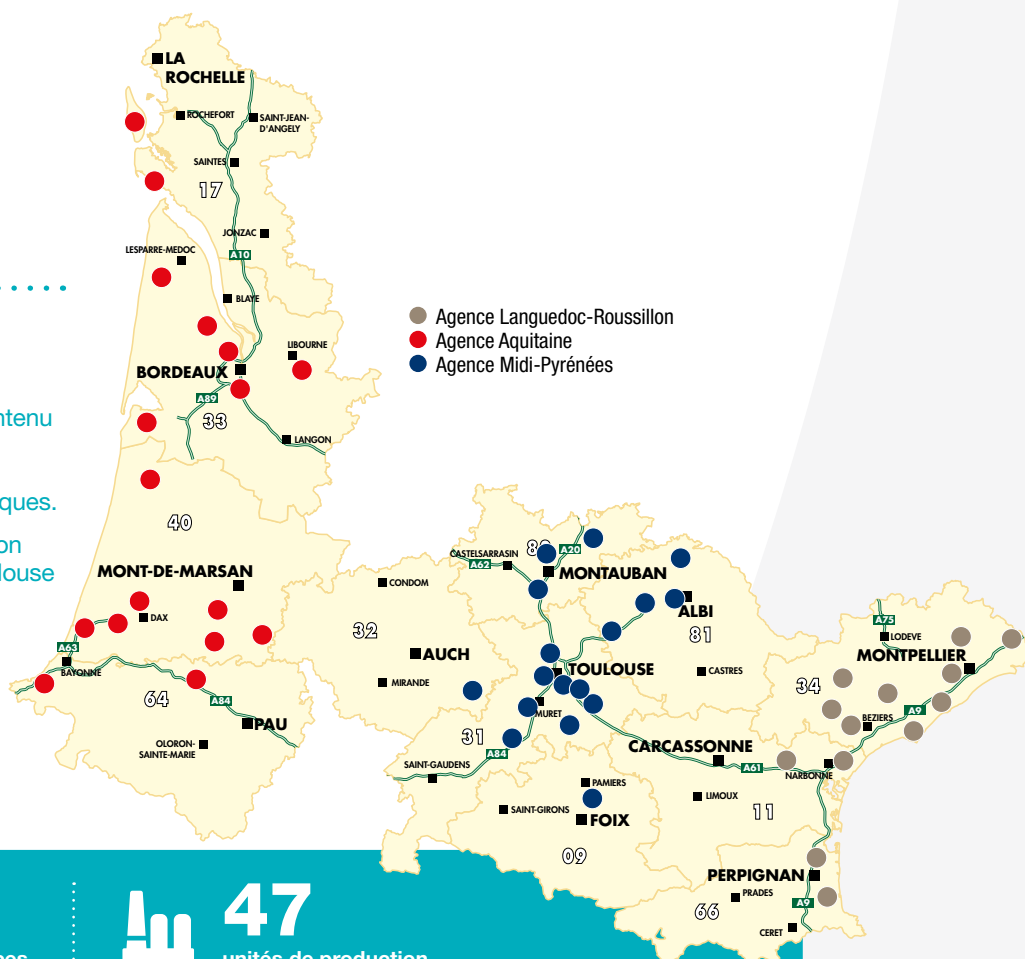 LA
ROCHELLE
ROCHEFORT
SAINT-JEAN-
D'ANGELY
SAINTES
17
JONZAC
LESPARRE-MEDOC
A10
BLAYE
Agence Languedoc-Roussillon
Agence Aquitaine
Agence Midi-Pyrénées
LIBOURNE
BORDEAUX
A89
33
LANGON
ques.
40
CASTELSARRASIN
A20
A62
MONTAUBAN
MONT-DE-MARSAN
CONDOM
ALBI
DAX
32
81
A75
LODEVE
A63
AUCH
MONTPELLIER
BAYONNE
TOULOUSE
CASTRES
MIRANDE
34
64
A84
MURET
A9
BEZIERS
PAU
31
OLORON-
SAINTE-MARIE
A84
CARCASSONNE
SAINT-GAUDENS
A61
NARBONNE
PAMIERS
LIMOUX
SAINT-GIRONS
11
FOIX
09
PERPIGNAN
PRADES
A9
66
CERET
47
unités de production